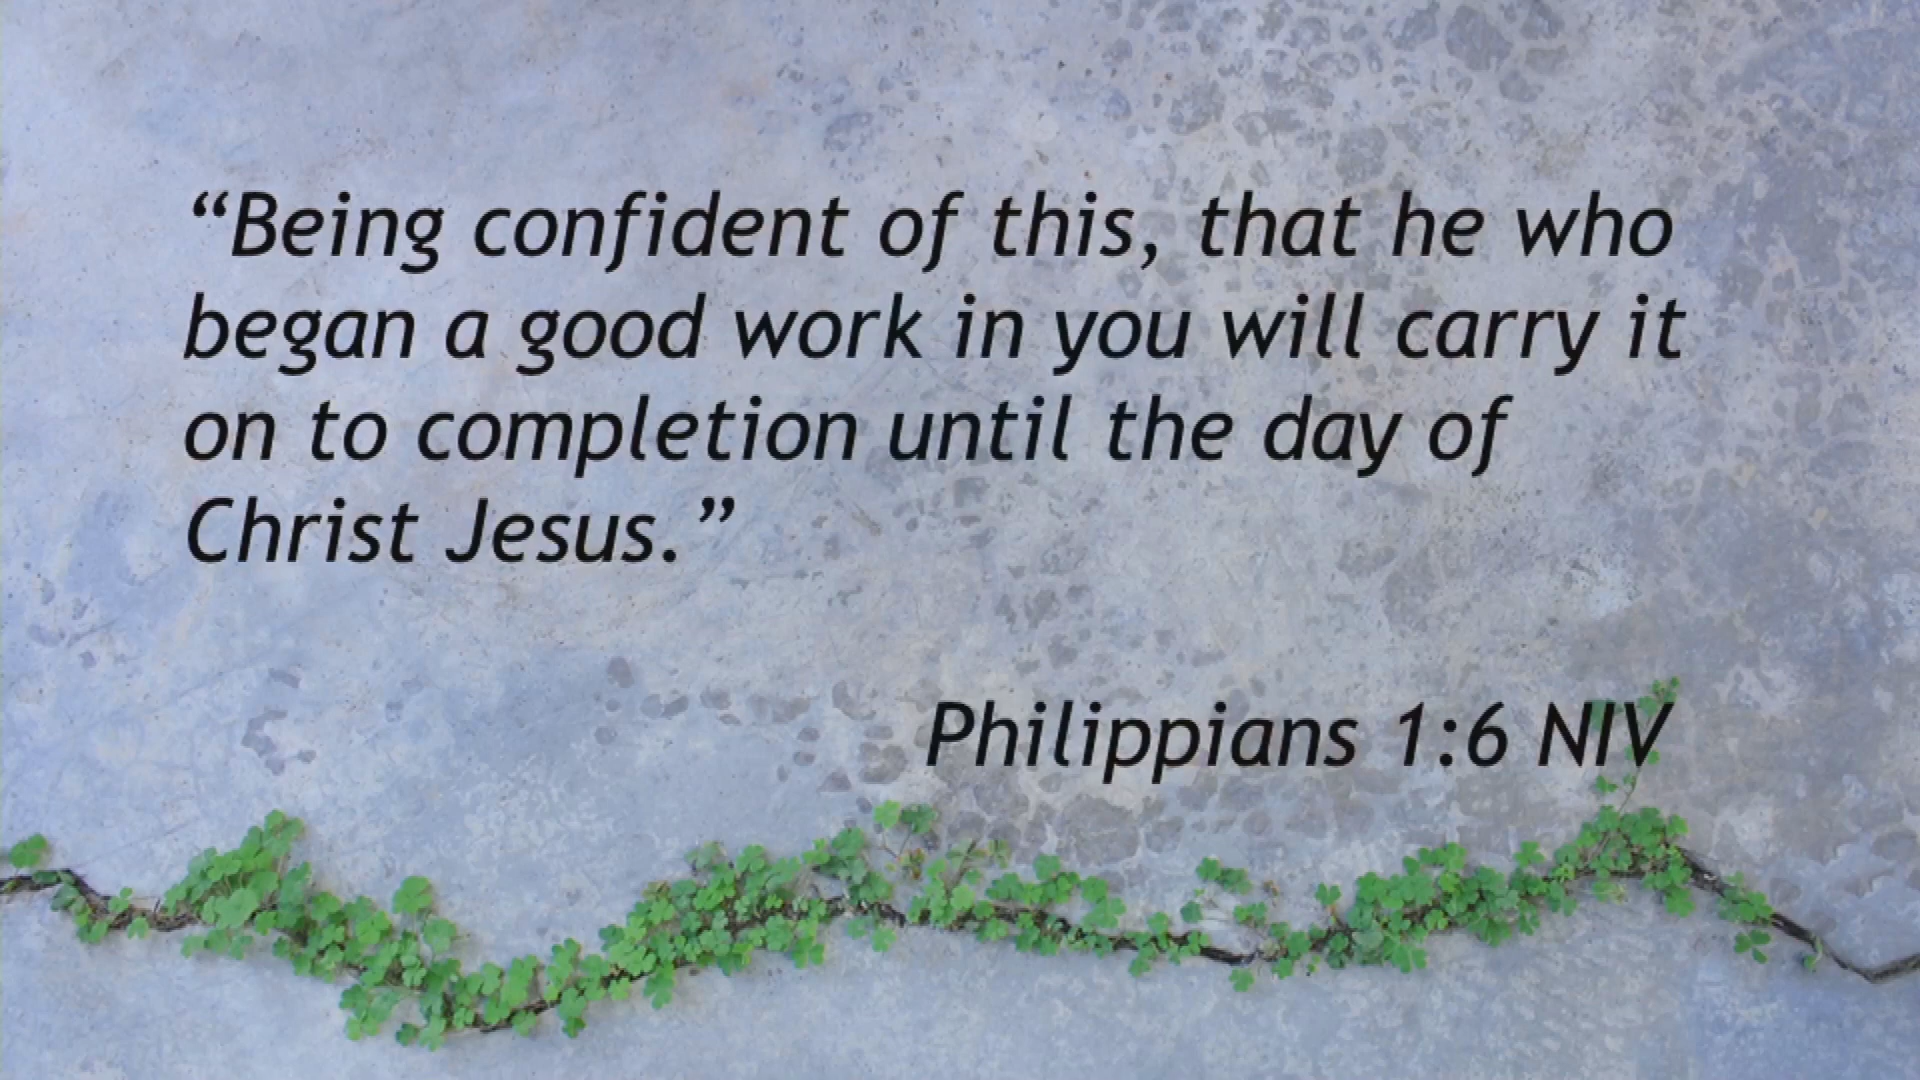 “Being confident of this, that he who
began a good work in you will carry it
on to completion until the day of
Christ Jesus.”
Philippians 1:6 NIV